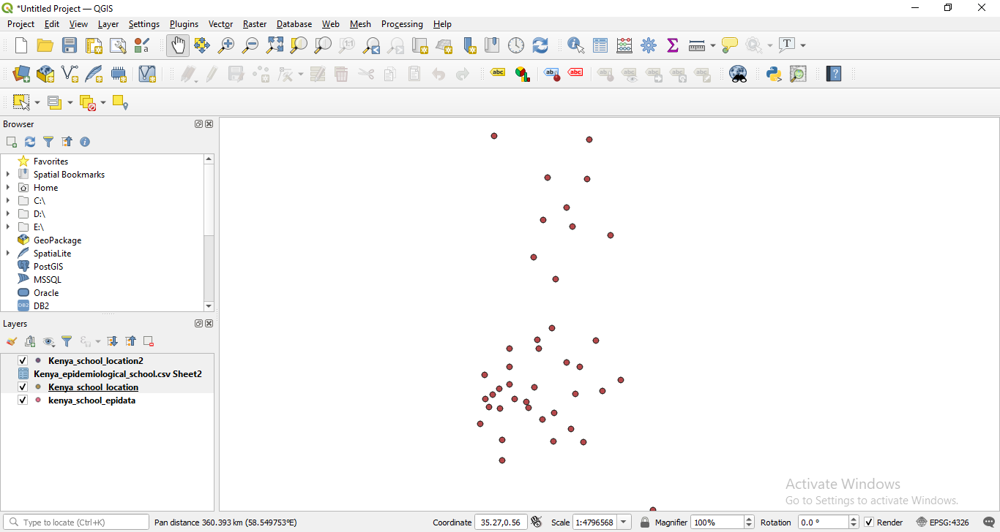 *Untitled Project — QGIS
Project Edit View Layer Settings Plugins Vector Raster Database Web Mesh Processing Help
Browser
Favorites
Spatial Bookmarks
Home
C:\
D:\
E:\
GeoPackage
SpatiaLite
PostGIS
MSSQL
Oracle
DB2 DB2
Layers
Kenya_school_location2
Kenya_epidemiological_school.csv Sheet2
Kenya_school_location
kenya_school_epidata
Activate Windows
Go to Settings to activate Windows.
Type to locate (Ctrl+K) Pan distance 360.393 km (58.549753°E) Coordinate 35.27,0.56 Scale 1:4796568 Magnifier 100% Rotation 0.0 ° Render EPSG:4326